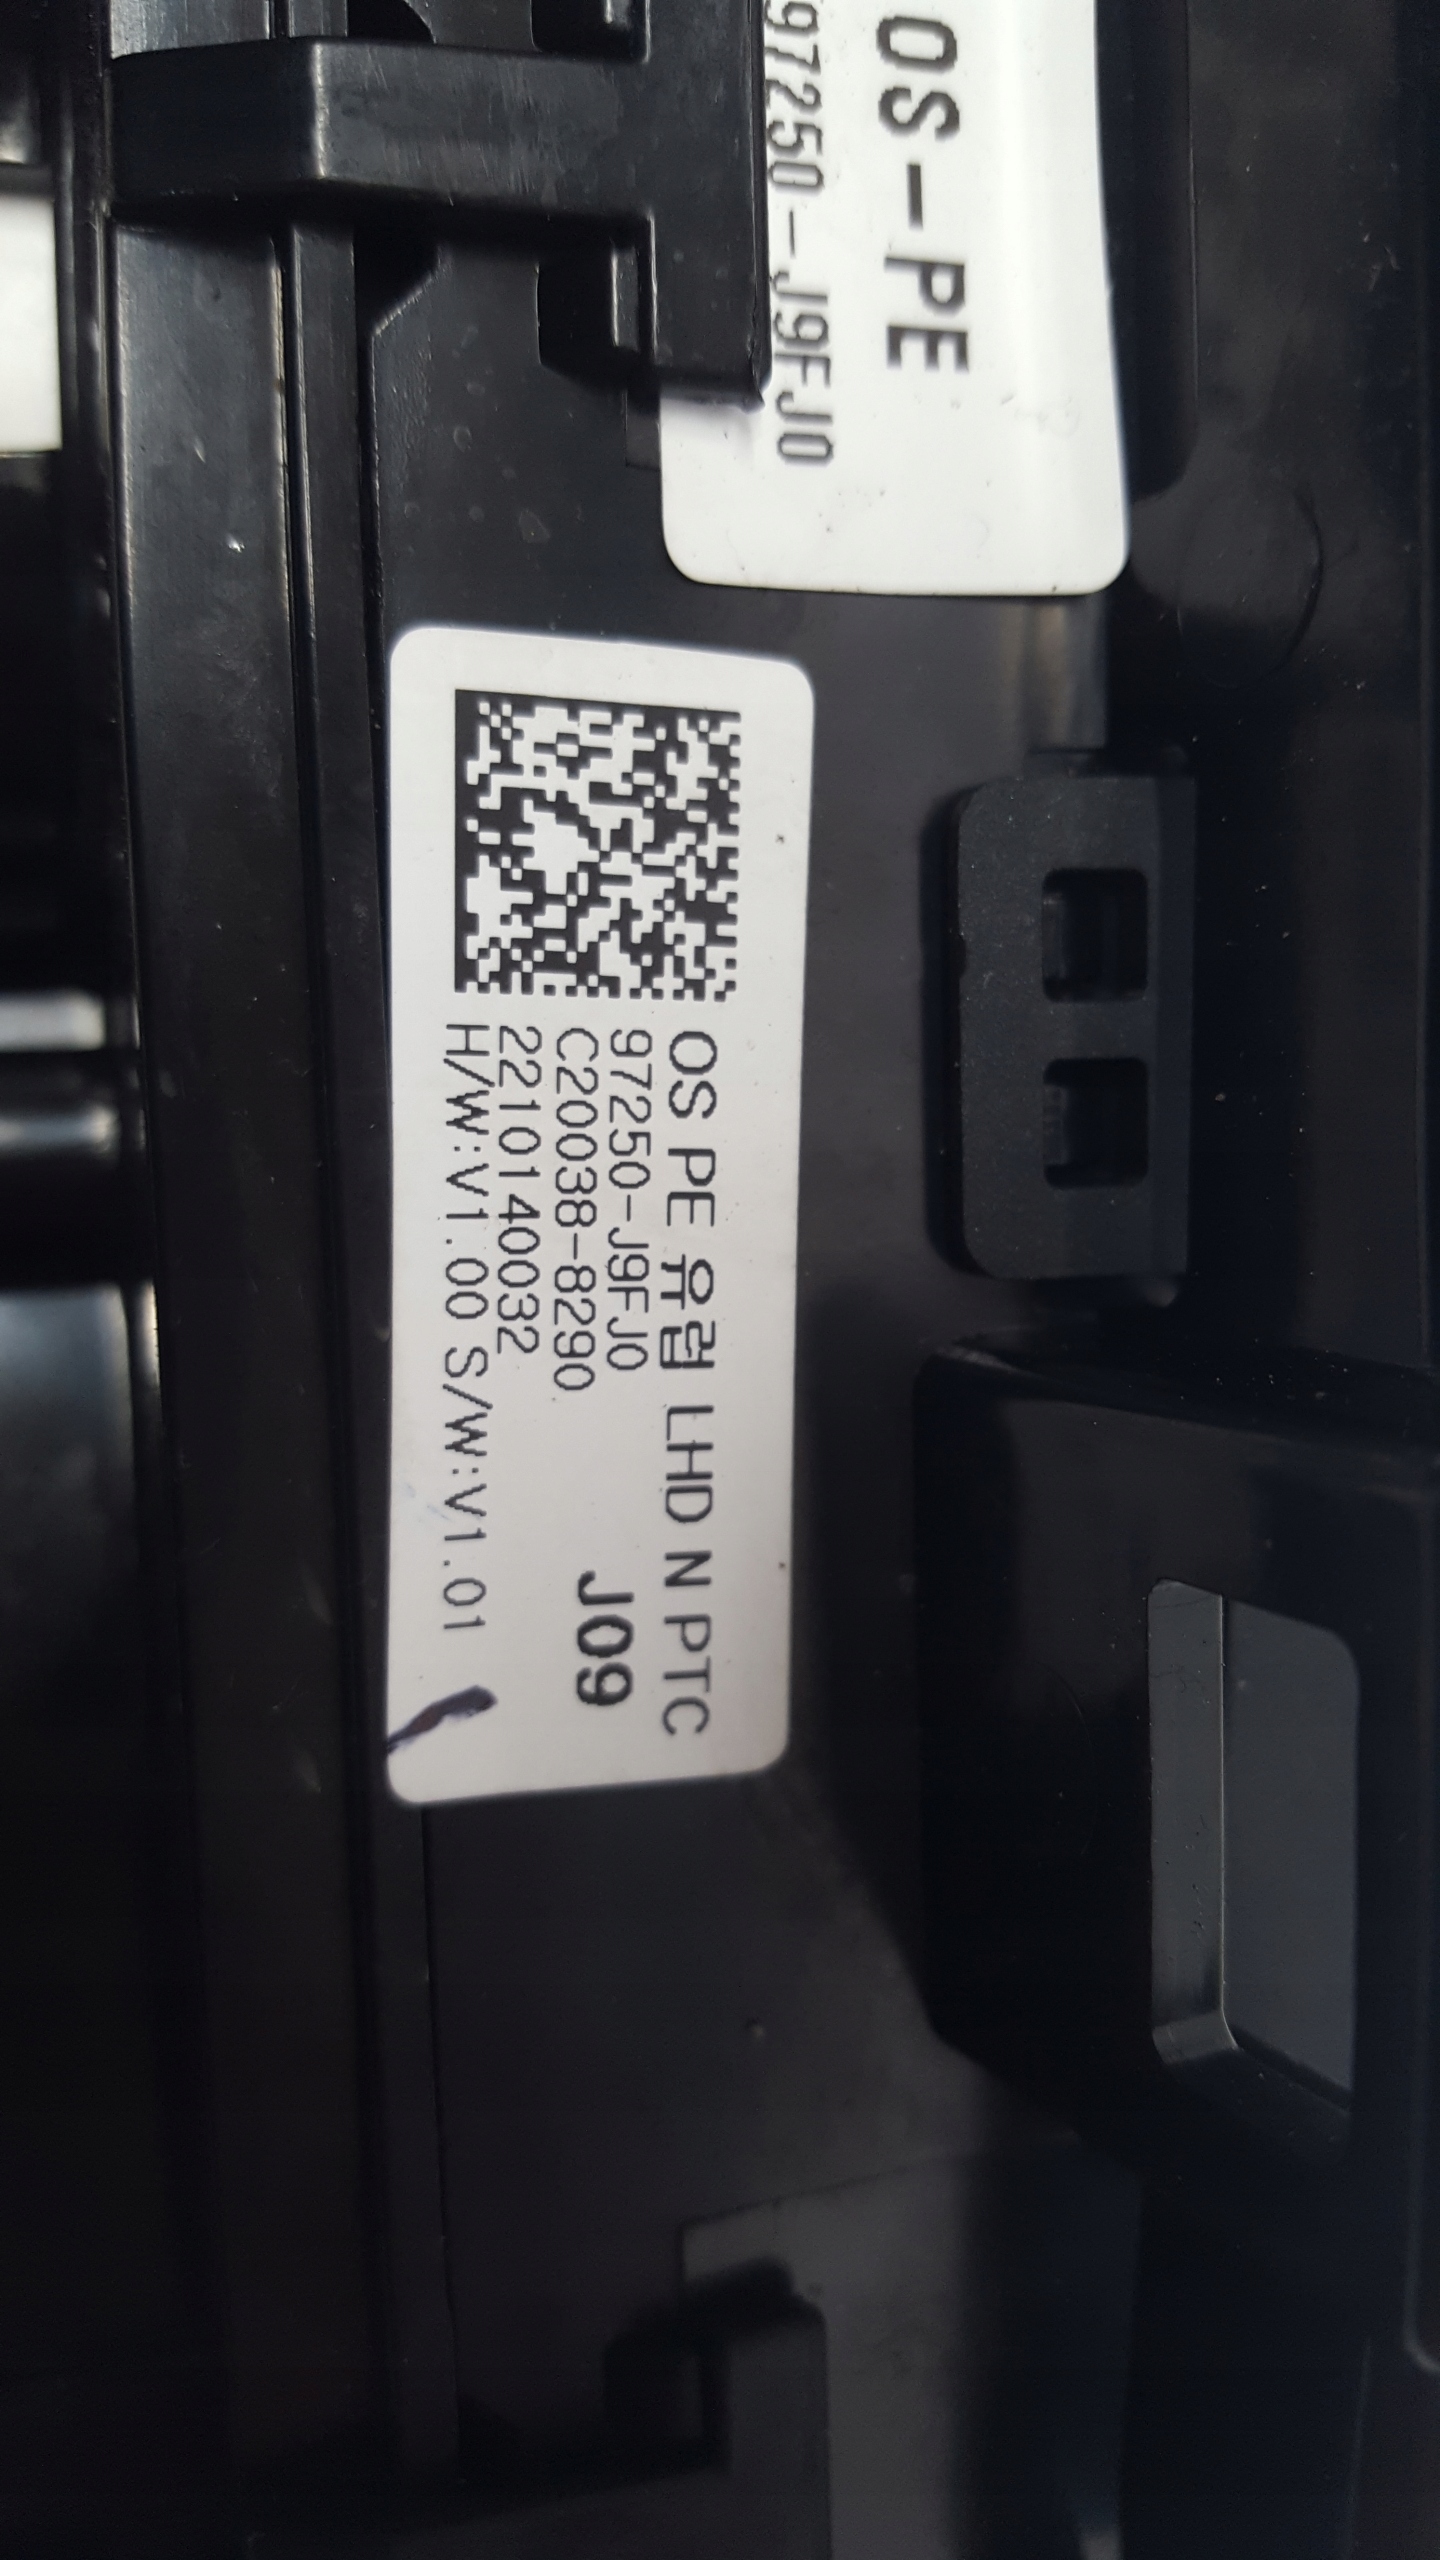 OS-PE
97250-J9FJ0
OS PE 유럽 LHD N PTC
97250-J9FJ0
C20038-8290
J09
2210140032
H/W:V1.00 S/W:V1.01